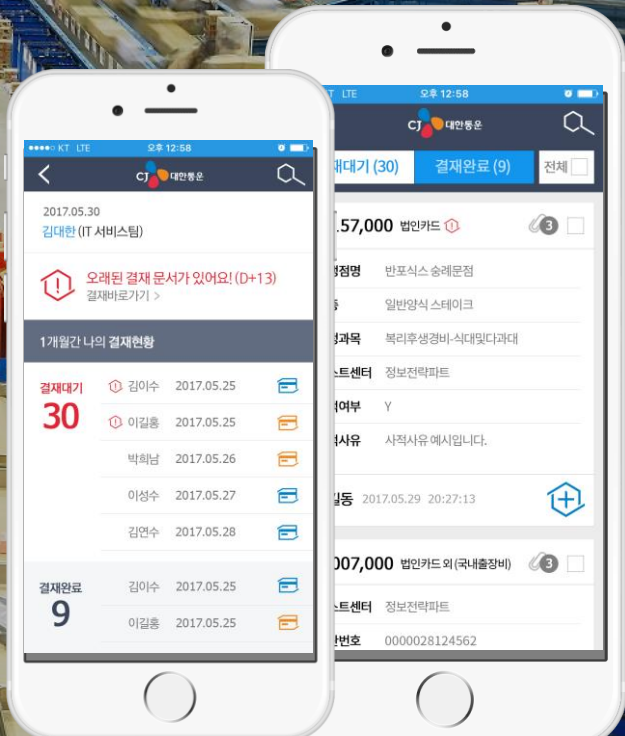 KT LTE 오후 12:58
CJ 대한통운
2017.05.30
김대한 (IT 서비스팀)
오래된 결재 문서가 있어요! (D+13)
결재바로가기 >
1개월간 나의 결재현황
결재대기
30
김이수 2017.05.25
이길홍 2017.05.25
박희남 2017.05.26
이성수 2017.05.27
김연수 2017.05.28
결재완료
9
김이수 2017.05.25
이길홍 2017.05.25
LTE 오후 12:58
CJ 대한통운
(30) 결재완료 (9) 전체
57,000 법인카드 3
반포식스 숭례문점
일반양식 스테이크
복리후생경비-식대및다과대
정보전략파트
Y
사적사유 예시입니다.
2017.05.29 20:27:13
007,000 법인카드 외 (국내출장비) 3
정보전략파트
0000028124562